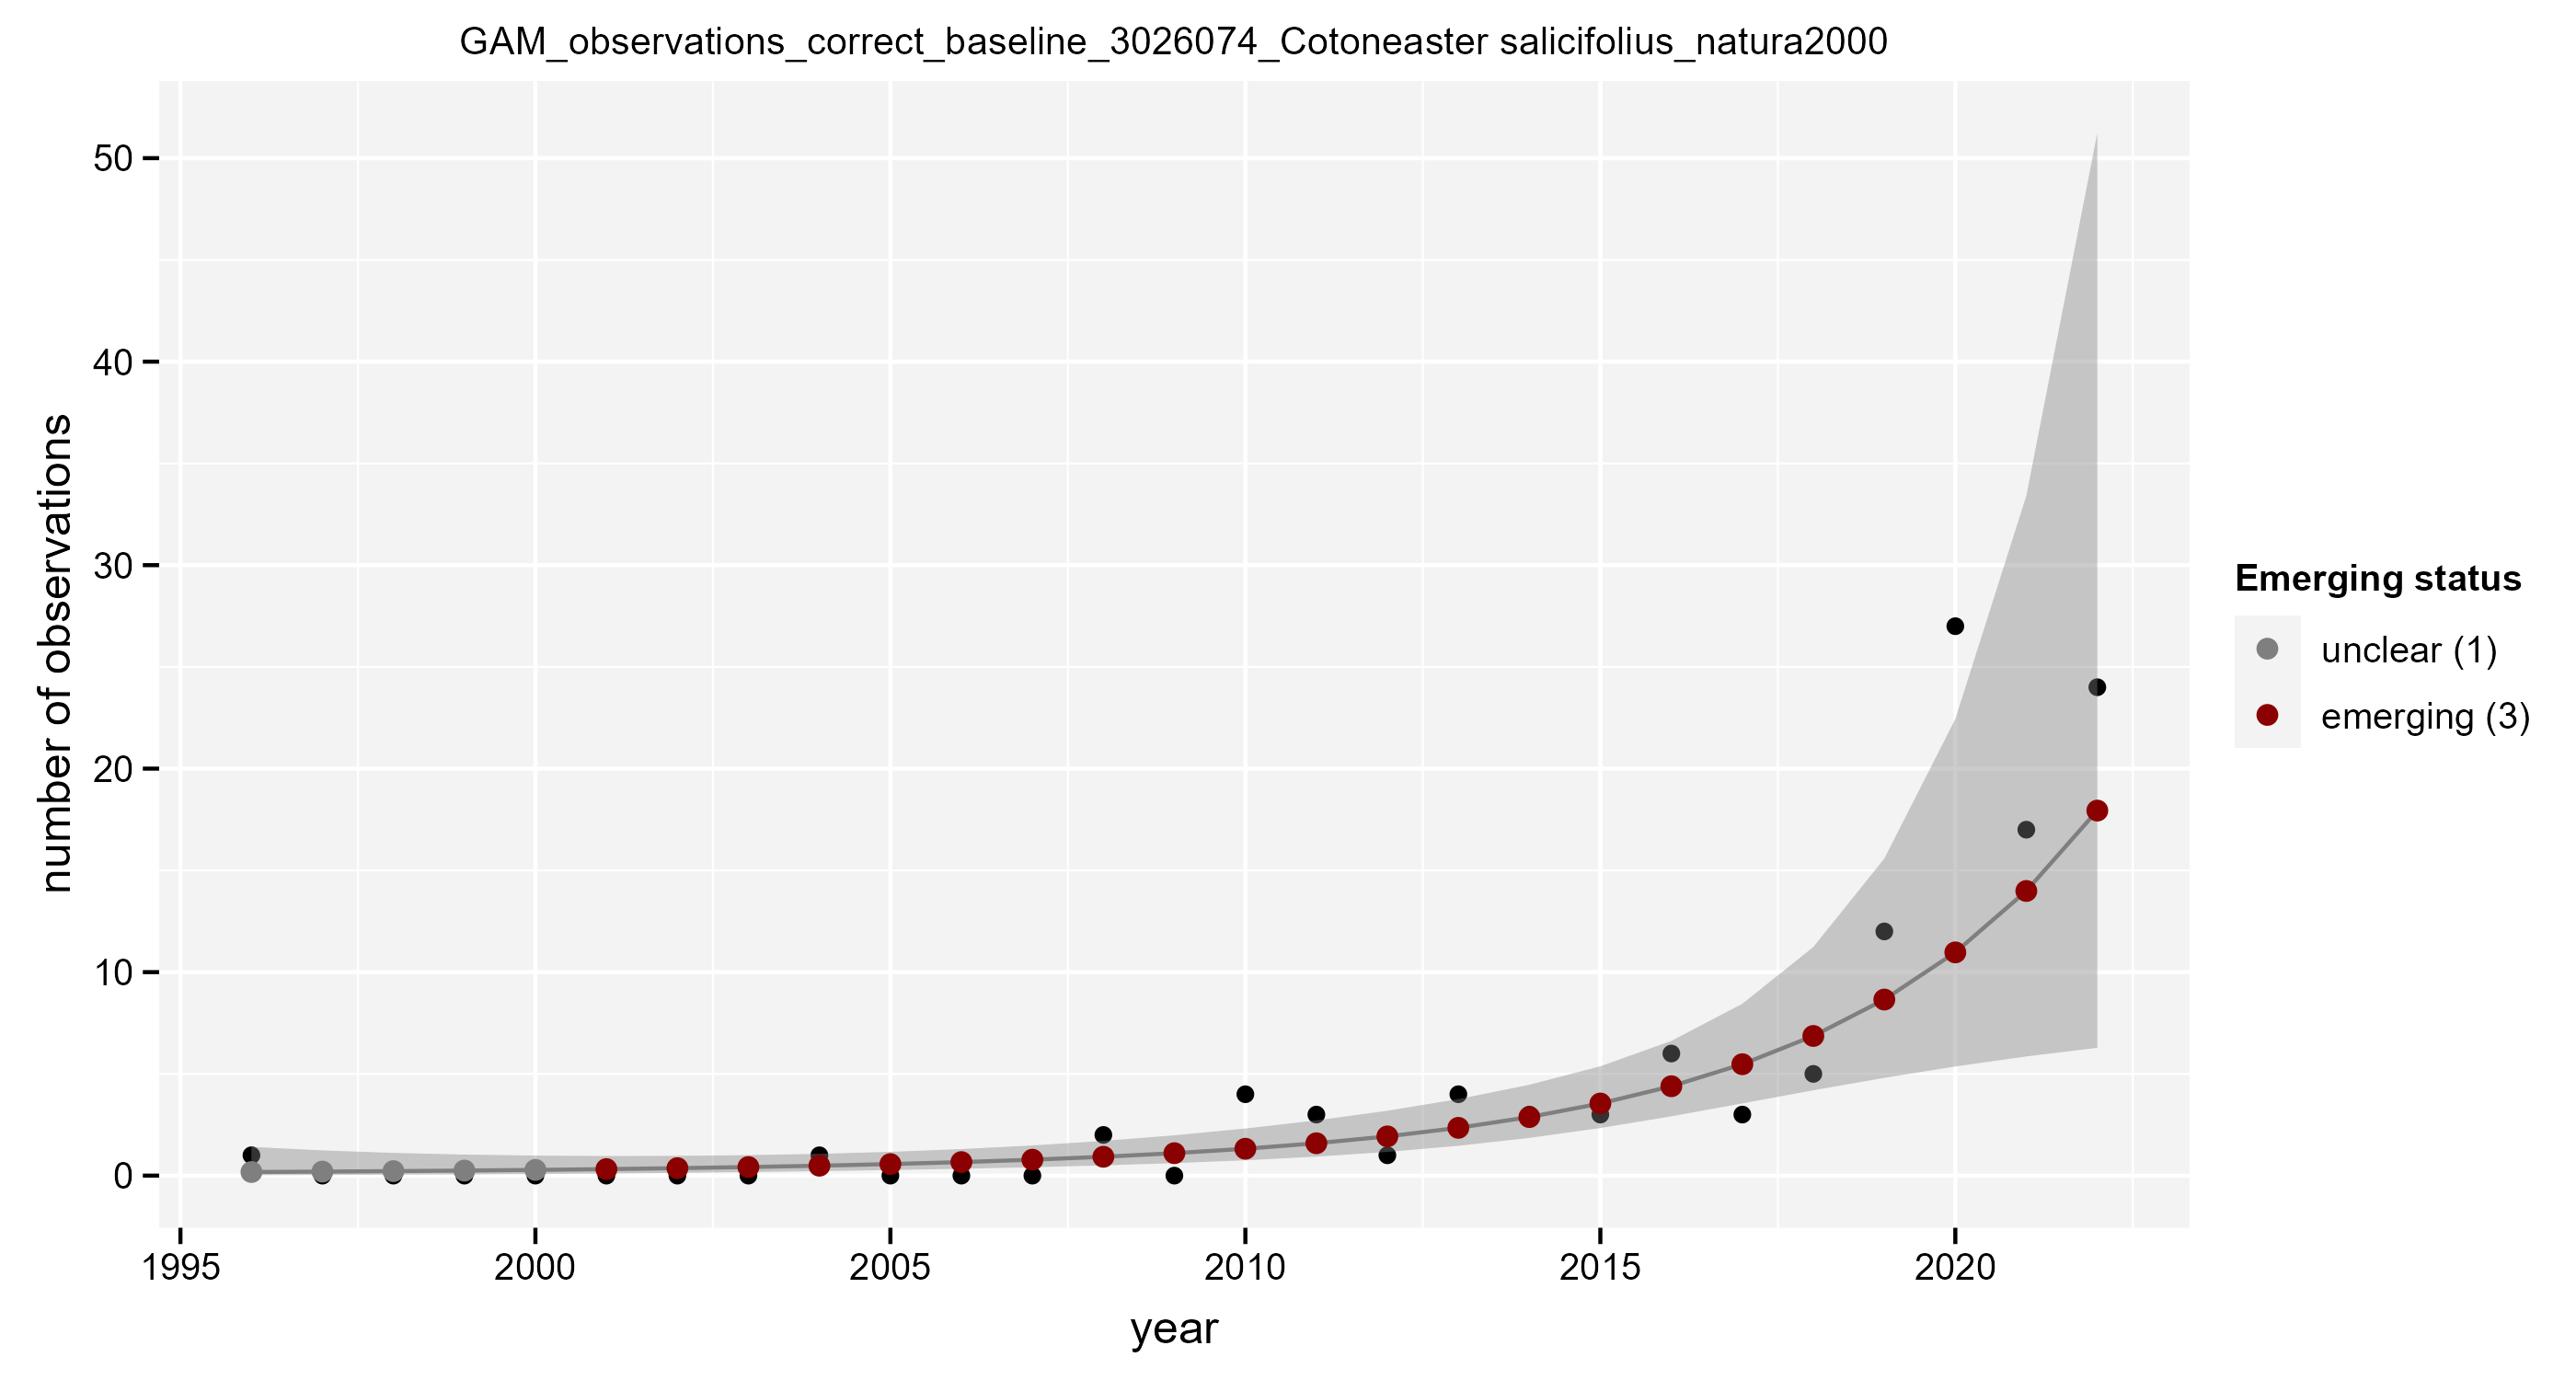 GAM_observations_correct_baseline_3026074_Cotoneaster salicifolius_natura2000
number of observations
50
40
30
20
10
0
1995 2000 2005 2010 2015 2020
year
Emerging status
unclear (1)
emerging (3)